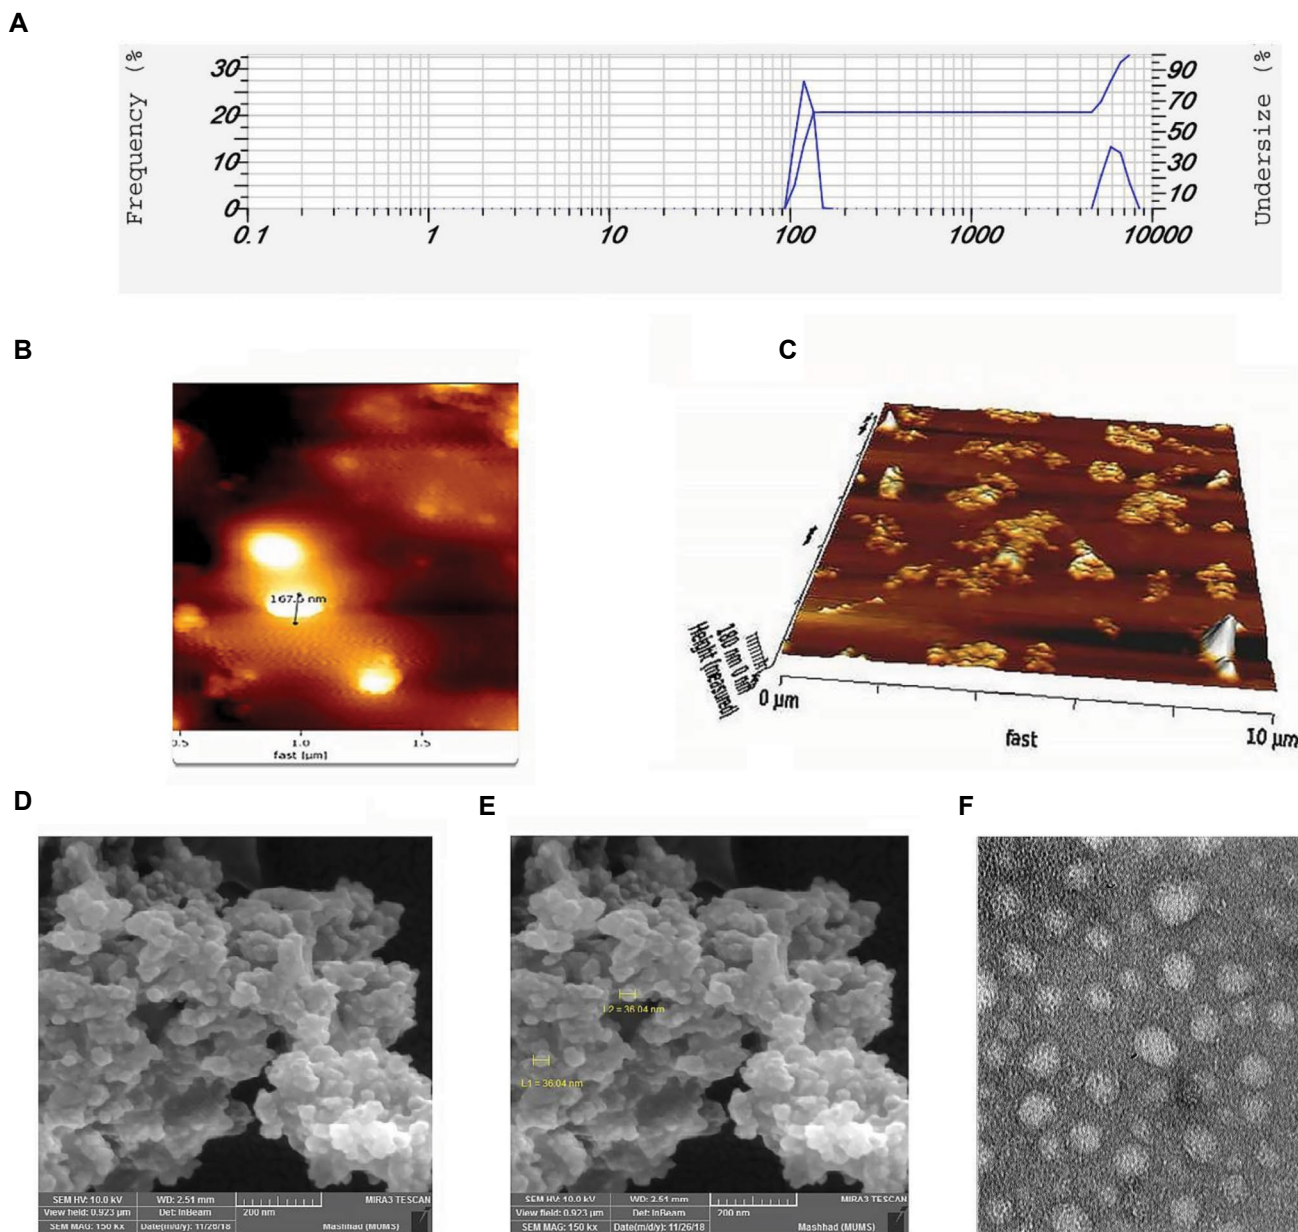 A
Frequency (%
30
20
10
0
90
70
50
30
10
Undersize (%
0.1 1 10 100 1000 10000
B
C
167.5 nm
0.5 1.0 1.5
fast [µm]
180 nm 0 nm
Height (measured)
0 µm
fast
10 µm
D
E
F
L2 = 36.04 nm
L1 = 36.04 nm
SEM HV: 10.0 kV WD: 2.51 mm MIRA3 TESCAN
View field: 0.923 µm Det: InBeam 200 nm
SEM MAG: 150 kx Date(m/d/y): 11/26/18 Mashhad (MUMS)
SEM HV: 10.0 kV WD: 2.51 mm MIRA3 TESCAN
View field: 0.923 µm Det: InBeam 200 nm
SEM MAG: 150 kx Date(m/d/y): 11/26/18 Mashhad (MUMS)